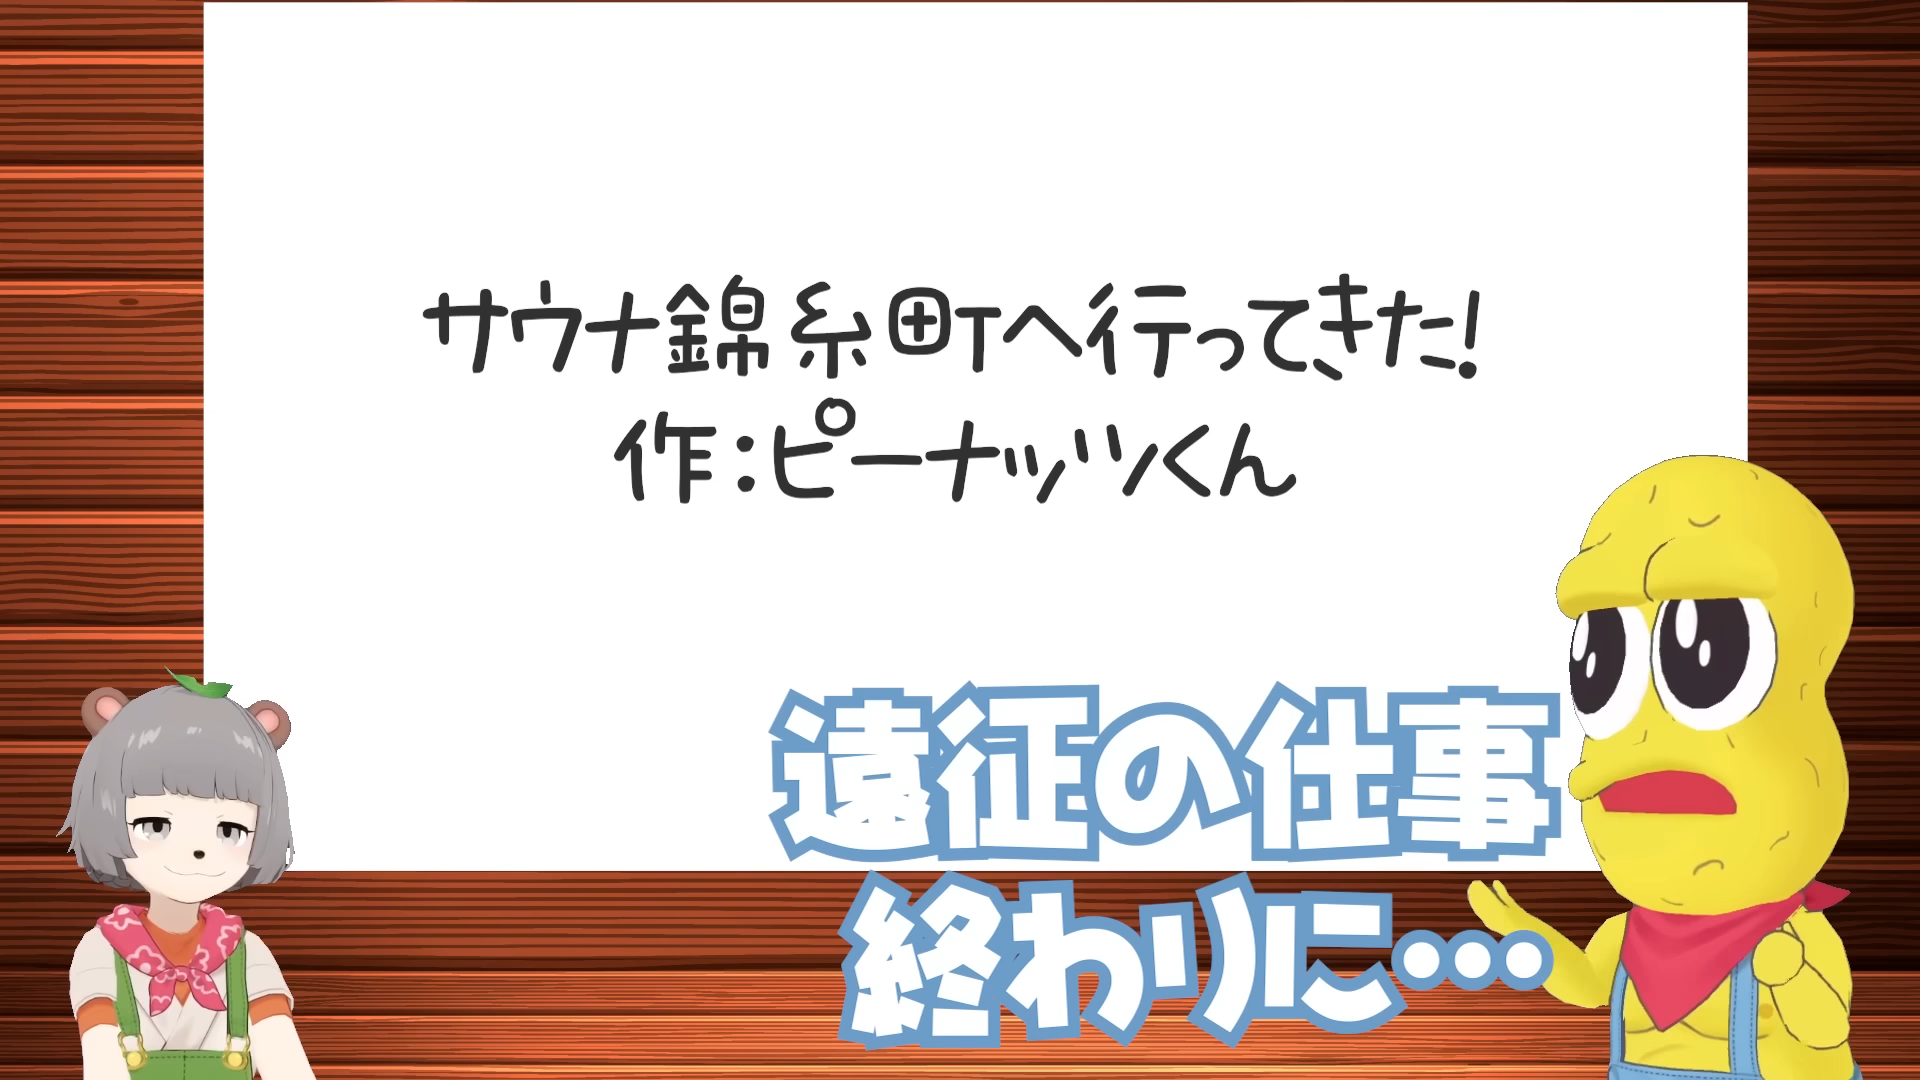 サウナ錦糸町へ行ってきた!
作:ピーナッツくん
遠征の仕事
終わりに…